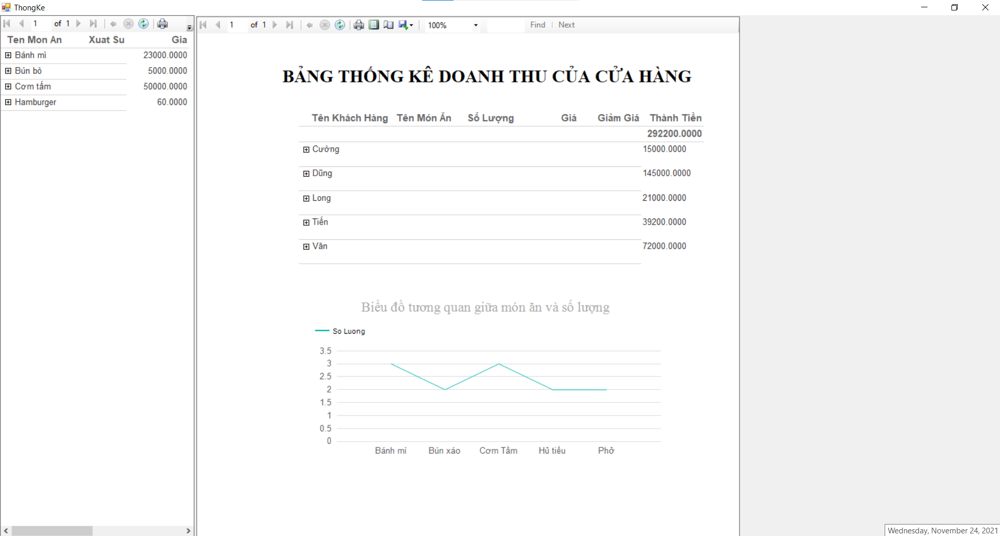 ThongKe
1 of 1
Ten Mon An Xuat Su Gia
Bánh mì 23000.0000
Bún bò 5000.0000
Cơm tấm 50000.0000
Hamburger 60.0000
1 of 1 100% Find | Next
BẢNG THỐNG KÊ DOANH THU CỦA CỬA HÀNG
Tên Khách Hàng Tên Món Ăn Số Lượng Giá Giảm Giá Thành Tiền
292200.0000
Cường 15000.0000
Dũng 145000.0000
Long 21000.0000
Tiến 39200.0000
Văn 72000.0000
Biểu đồ tương quan giữa món ăn và số lượng
So Luong
3.5
3
2.5
2
1.5
1
0.5
0
Bánh mì Bún xáo Cơm Tấm Hủ tiếu Phở
Wednesday, November 24, 2021